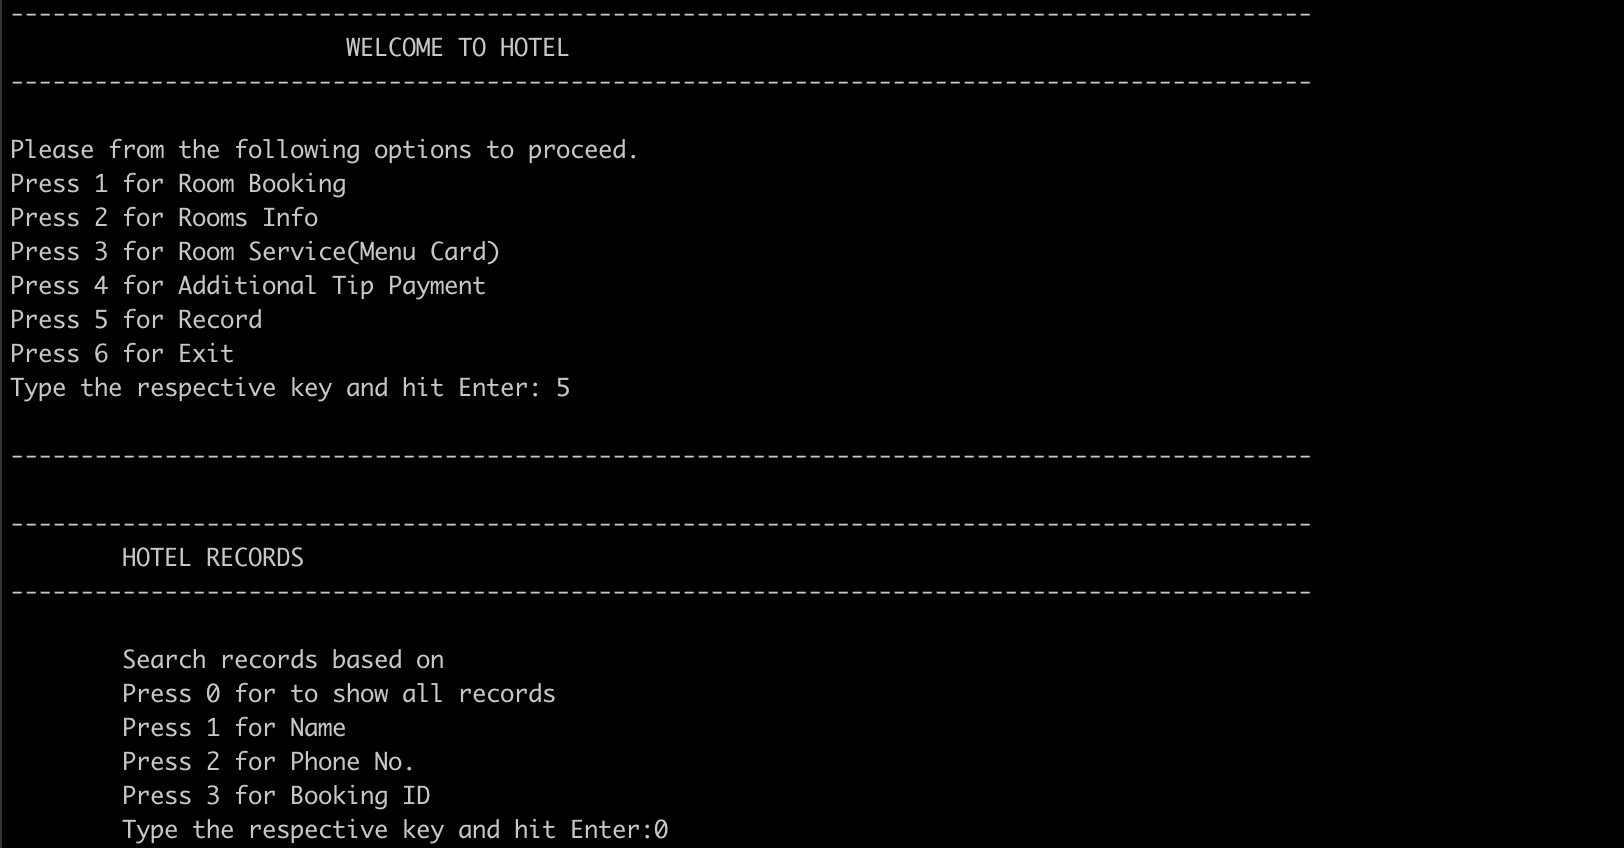 --------------------------------------------------------------------------------------------
WELCOME TO HOTEL
--------------------------------------------------------------------------------------------
Please from the following options to proceed.
Press 1 for Room Booking
Press 2 for Rooms Info
Press 3 for Room Service(Menu Card)
Press 4 for Additional Tip Payment
Press 5 for Record
Press 6 for Exit
Type the respective key and hit Enter: 5
--------------------------------------------------------------------------------------------
--------------------------------------------------------------------------------------------
HOTEL RECORDS
--------------------------------------------------------------------------------------------
Search records based on
Press 0 for to show all records
Press 1 for Name
Press 2 for Phone No.
Press 3 for Booking ID
Type the respective key and hit Enter:0